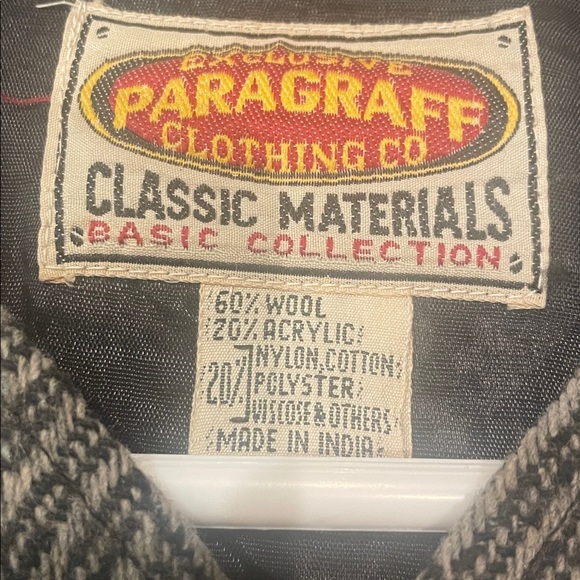 EXCLUSIVE
PARAGRAFF
CLOTHING CO
CLASSIC MATERIALS
BASIC COLLECTION
60% WOOL
20% ACRYLIC
20%] NYLON,COTTON
POLYSTER
VISCOSE & OTHERS
MADE IN INDIA